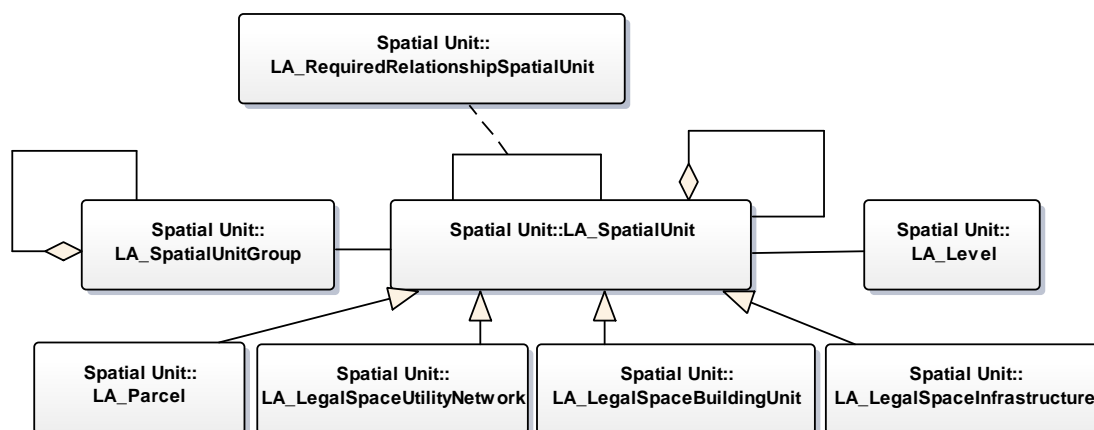 Spatial Unit::
LA_RequiredRelationshipSpatialUnit
Spatial Unit::
LA_SpatialUnitGroup
Spatial Unit::LA_SpatialUnit
Spatial Unit::
LA_Level
Spatial Unit::
LA_Parcel
Spatial Unit::
LA_LegalSpaceUtilityNetwork
Spatial Unit::
LA_LegalSpaceBuildingUnit
Spatial Unit::
LA_LegalSpaceInfrastructure